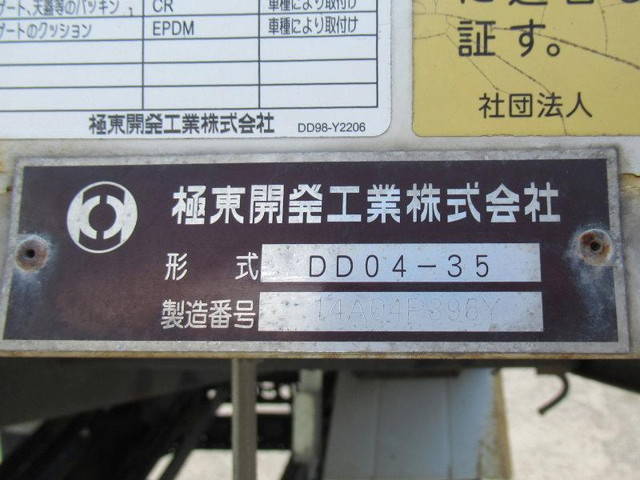 ゲート、天蓋等のパッキン CR 車種により取付け
ゲートのクッション EPDM 車種により取付け
極東開発工業株式会社 DD98-Y2206
証す。
社団法人
極東開発工業株式会社
形式 DD04-35
製造番号